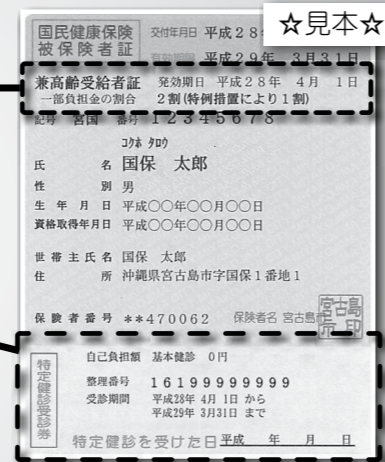 ☆見本☆
国民健康保険
被保険者証
交付年月日 平成28年
平成29年 3月31日
兼高齢受給者証 発効期日 平成28年 4月 1日
一部負担金の割合 2割(特例措置により1割)
記号 宮国 番号 12345678
コクホ タロウ
氏名 国保 太郎
性別 男
生年月日 平成〇〇年〇〇月〇〇日
資格取得年月日 平成〇〇年〇〇月〇〇日
世帯主氏名 国保 太郎
住所 沖縄県宮古島市字国保1番地1
保険者番号 **470062 保険者名 宮古島市
宮古島市印
特定健診受診券
自己負担額 基本健診 0円
整理番号 16199999999
受診期間 平成28年 4月 1日 から
平成29年 3月31日 まで
特定健診を受けた日 平成 年 月 日